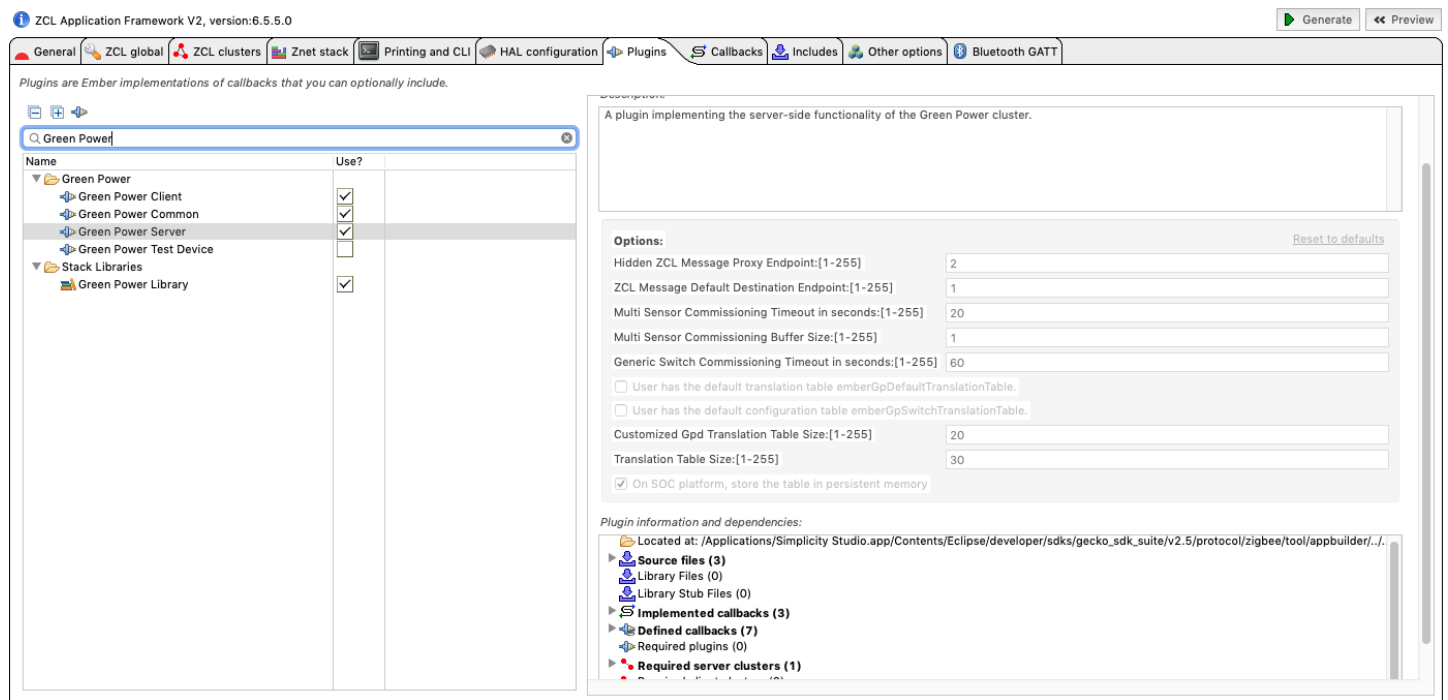 ZCL Application Framework V2, version:6.5.5.0
Generate
Preview
General
ZCL global
ZCL clusters
Znet stack
Printing and CLI
HAL configuration
Plugins
Callbacks
Includes
Other options
Bluetooth GATT
Plugins are Ember implementations of callbacks that you can optionally include.
Green Power
Name Use?
Green Power
Green Power Client
Green Power Common
Green Power Server
Green Power Test Device
Stack Libraries
Green Power Library
Description:
A plugin implementing the server-side functionality of the Green Power cluster.
Options: Reset to defaults
Hidden ZCL Message Proxy Endpoint:[1-255] 2
ZCL Message Default Destination Endpoint:[1-255] 1
Multi Sensor Commissioning Timeout in seconds:[1-255] 20
Multi Sensor Commissioning Buffer Size:[1-255] 1
Generic Switch Commissioning Timeout in seconds:[1-255] 60
User has the default translation table emberGpDefaultTranslationTable.
User has the default configuration table emberGpSwitchTranslationTable.
Customized Gpd Translation Table Size:[1-255] 20
Translation Table Size:[1-255] 30
On SOC platform, store the table in persistent memory
Plugin information and dependencies:
Located at: /Applications/Simplicity Studio.app/Contents/Eclipse/developer/sdks/gecko_sdk_suite/v2.5/protocol/zigbee/tool/appbuilder/../.
Source files (3)
Library Files (0)
Library Stub Files (0)
Implemented callbacks (3)
Defined callbacks (7)
Required plugins (0)
Required server clusters (1)